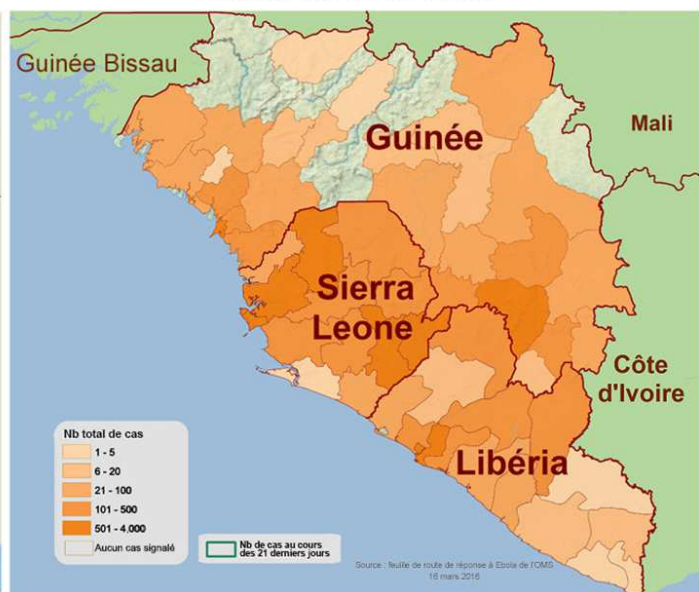 Guinée Bissau
Guinée
Mali
Sierra
Leone
Côte
d'Ivoire
Libéria
Nb total de cas
1 - 5
6 - 20
21 - 100
101 - 500
501 - 4,000
Aucun cas signalé
Nb de cas au cours
des 21 derniers jours
Source : feuille de route de réponse à Ebola de l'OMS
16 mars 2016